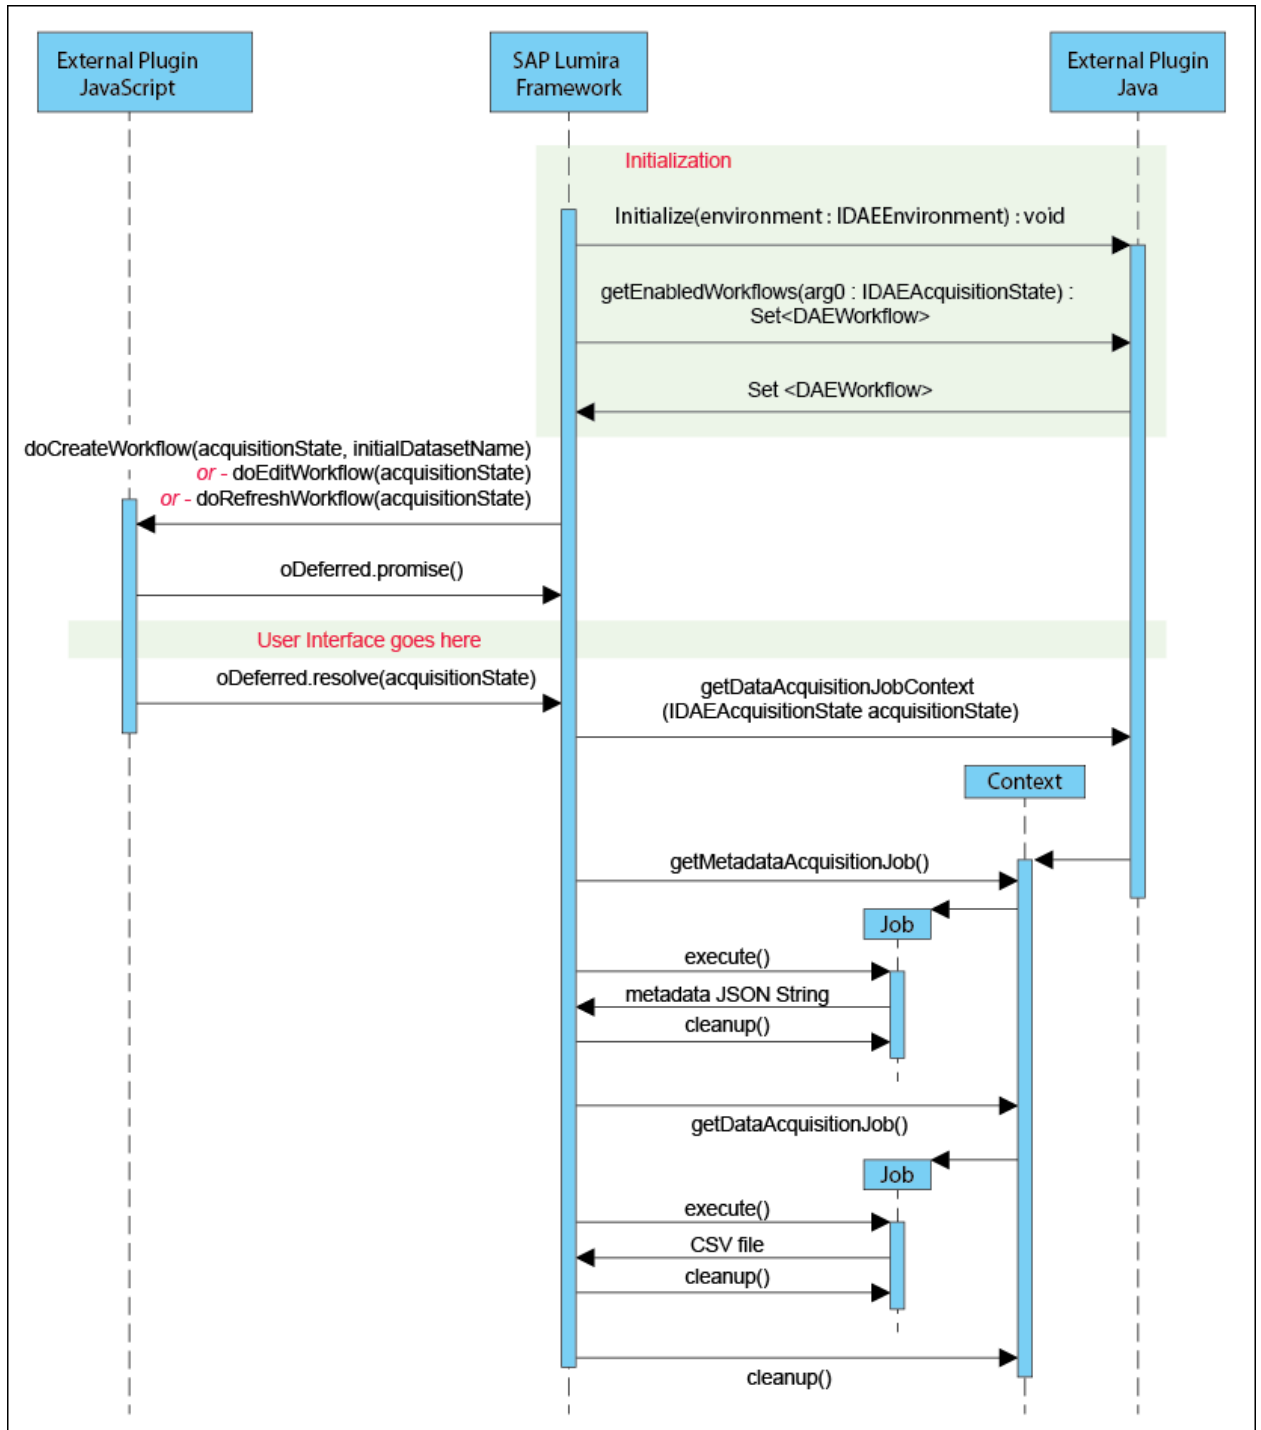 External Plugin
JavaScript
SAP Lumira
Framework
External Plugin
Java
Initialization
Initialize(environment : IDAEEnvironment) : void
getEnabledWorkflows(arg0 : IDAEAcquisitionState) :
Set<DAEWorkflow>
Set <DAEWorkflow>
doCreateWorkflow(acquisitionState, initialDatasetName)
or - doEditWorkflow(acquisitionState)
or - doRefreshWorkflow(acquisitionState)
oDeferred.promise()
User Interface goes here
oDeferred.resolve(acquisitionState)
getDataAcquisitionJobContext
(IDAEAcquisitionState acquisitionState)
Context
getMetadataAcquisitionJob()
Job
execute()
metadata JSON String
cleanup()
getDataAcquisitionJob()
Job
execute()
CSV file
cleanup()
cleanup()